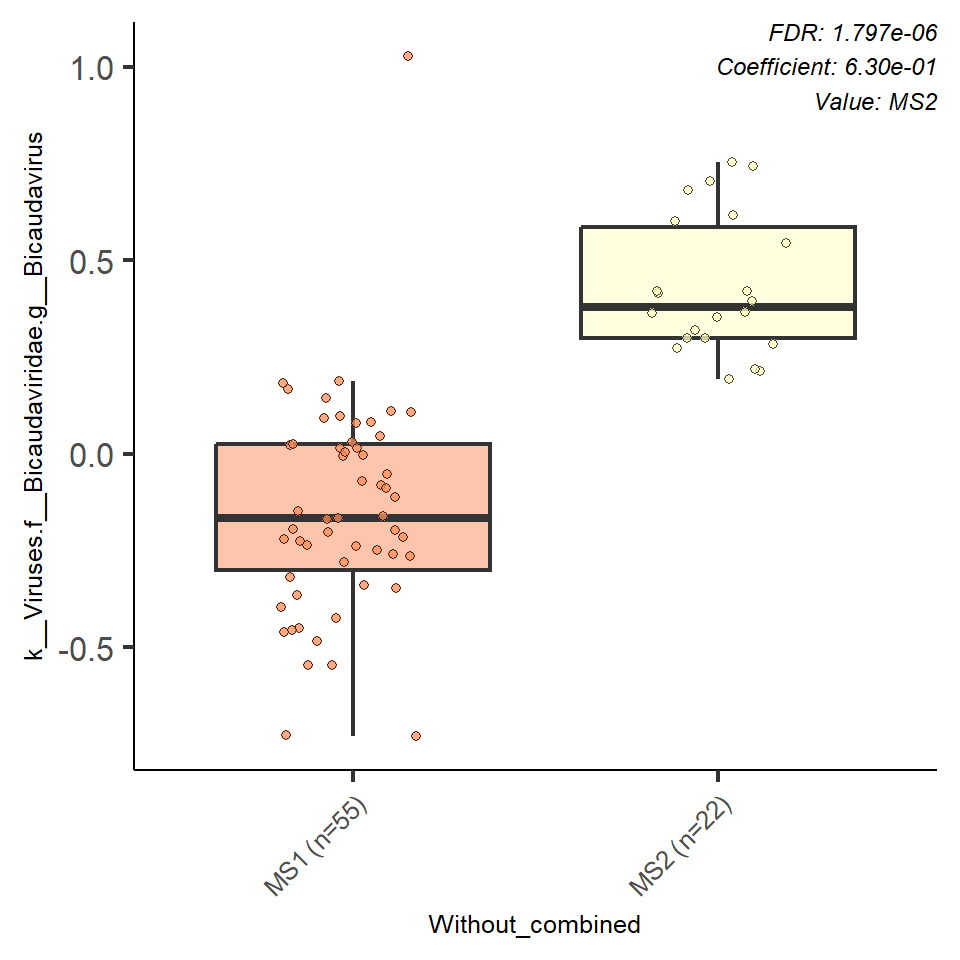 FDR: 1.797e-06
Coefficient: 6.30e-01
Value: MS2
k__Viruses.f__Bicaudaviridae.g__Bicaudavirus
1.0
0.5
0.0
-0.5
MS1 (n=55)
MS2 (n=22)
Without_combined